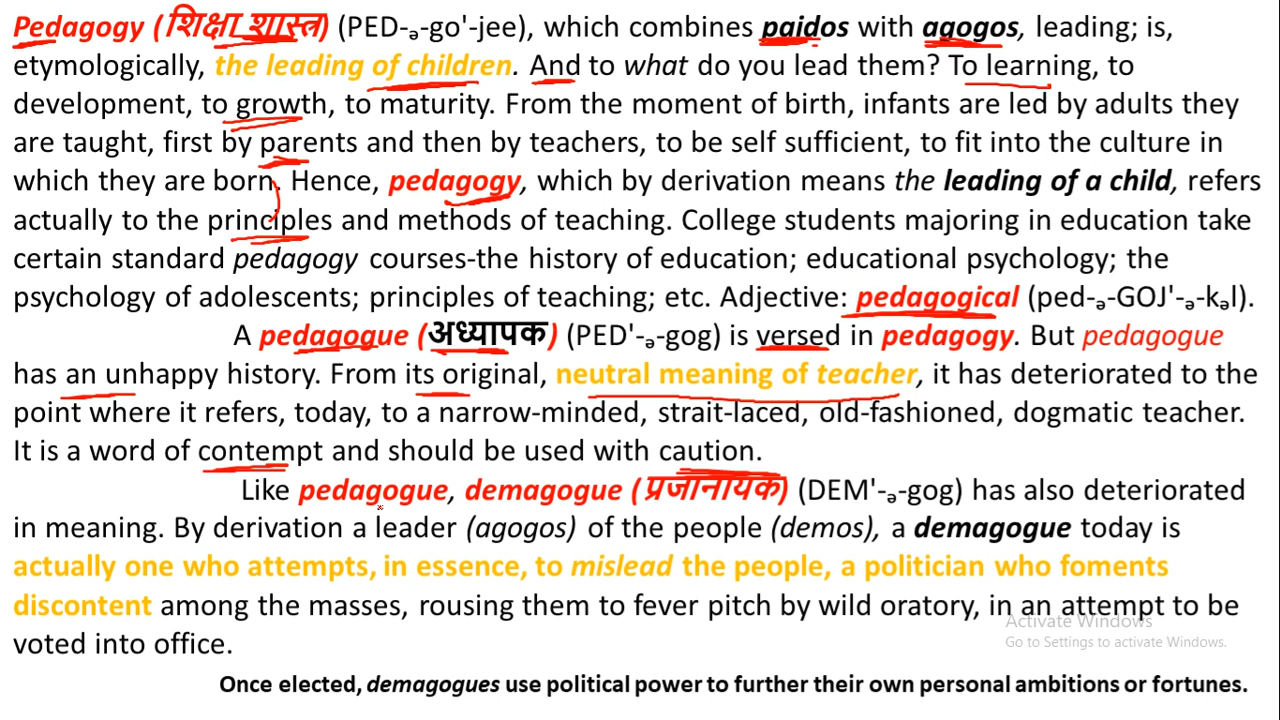 Pedagogy (शिक्षा शास्त्र) (PED-ₔ-go'-jee), which combines paidos with agogos, leading; is,
etymologically, the leading of children. And to what do you lead them? To learning, to
development, to growth, to maturity. From the moment of birth, infants are led by adults they
are taught, first by parents and then by teachers, to be self sufficient, to fit into the culture in
which they are born. Hence, pedagogy, which by derivation means the leading of a child, refers
actually to the principles and methods of teaching. College students majoring in education take
certain standard pedagogy courses-the history of education; educational psychology; the
psychology of adolescents; principles of teaching; etc. Adjective: pedagogical (ped-ₔ-GOJ'-ₔ-kₔl).
A pedagogue (अध्यापक) (PED'-ₔ-gog) is versed in pedagogy. But pedagogue
has an unhappy history. From its original, neutral meaning of teacher, it has deteriorated to the
point where it refers, today, to a narrow-minded, strait-laced, old-fashioned, dogmatic teacher.
It is a word of contempt and should be used with caution.
Like pedagogue, demagogue (प्रजानायक) (DEM'-ₔ-gog) has also deteriorated
in meaning. By derivation a leader (agogos) of the people (demos), a demagogue today is
actually one who attempts, in essence, to mislead the people, a politician who foments
discontent among the masses, rousing them to fever pitch by wild oratory, in an attempt to be
voted into office.
Activate Windows
Go to Settings to activate Windows.
Once elected, demagogues use political power to further their own personal ambitions or fortunes.